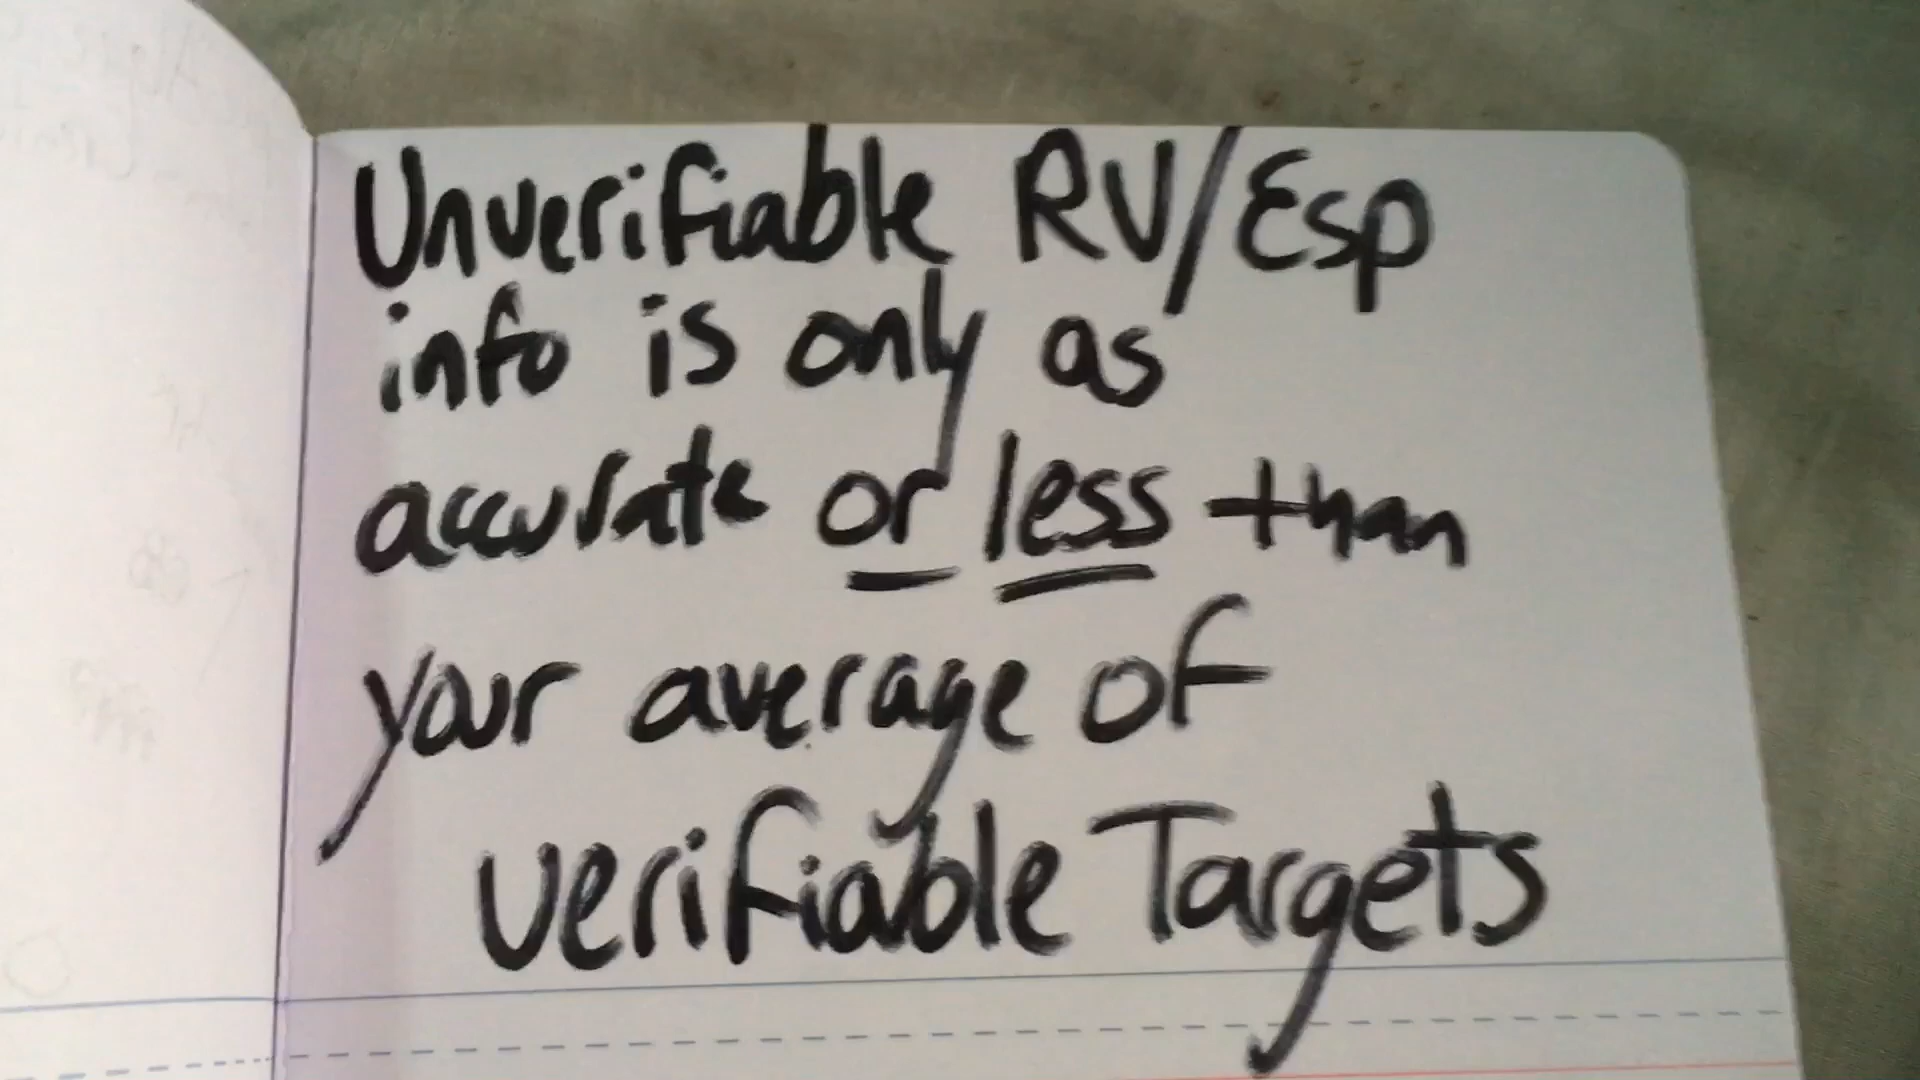 Unverifiable RV/Esp
info is only as
accurate or less than
your average of
verifiable Targets